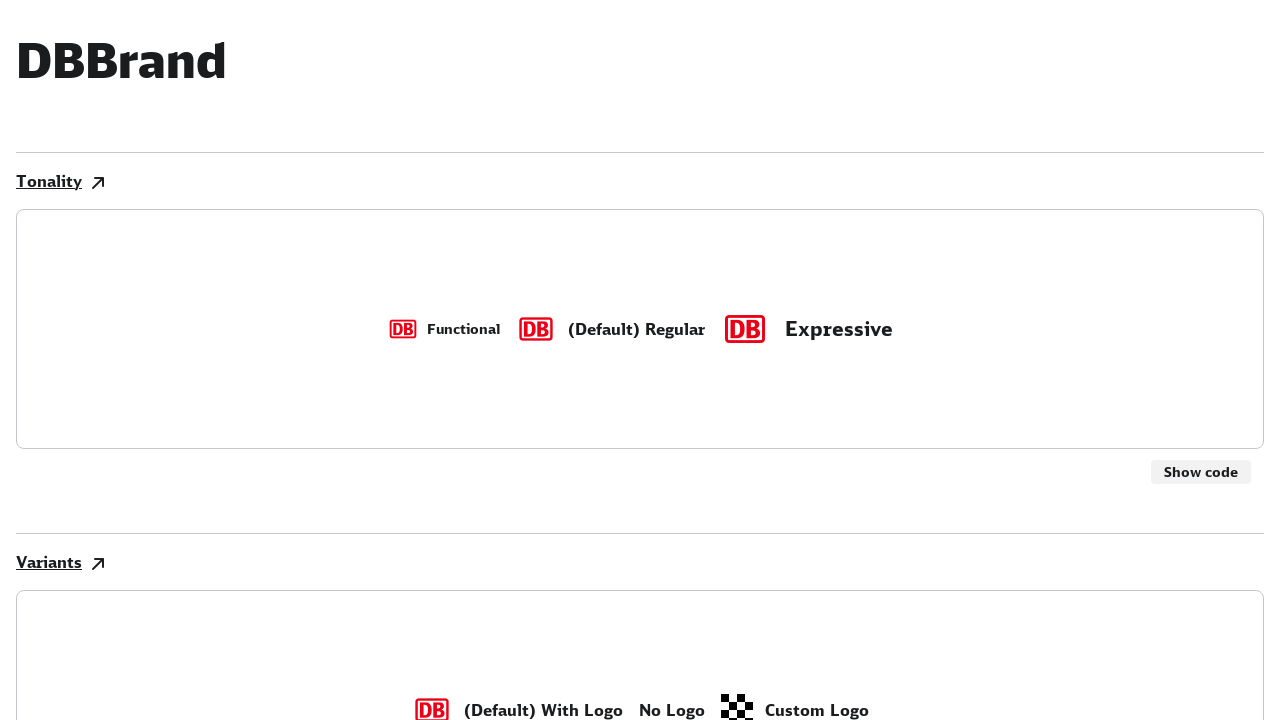 DBBrand
Tonality
DB Functional DB (Default) Regular DB Expressive
Show code
Variants
DB (Default) With Logo No Logo Custom Logo